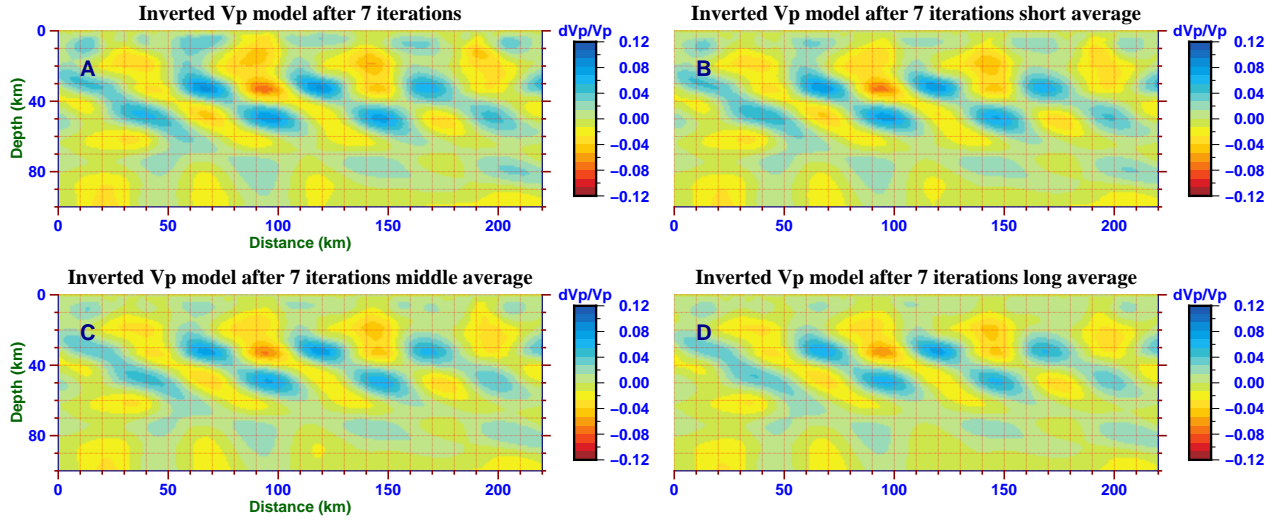 Inverted Vp model after 7 iterations
dVp/Vp
0
40
80
Depth (km)
A
0.12
0.08
0.04
0.00
−0.04
−0.08
−0.12
0 50 100 150 200
Distance (km)
Inverted Vp model after 7 iterations short average
dVp/Vp
B
0.12
0.08
0.04
0.00
−0.04
−0.08
−0.12
0 50 100 150 200
Inverted Vp model after 7 iterations middle average
dVp/Vp
0
40
80
Depth (km)
C
0.12
0.08
0.04
0.00
−0.04
−0.08
−0.12
0 50 100 150 200
Distance (km)
Inverted Vp model after 7 iterations long average
dVp/Vp
D
0.12
0.08
0.04
0.00
−0.04
−0.08
−0.12
0 50 100 150 200